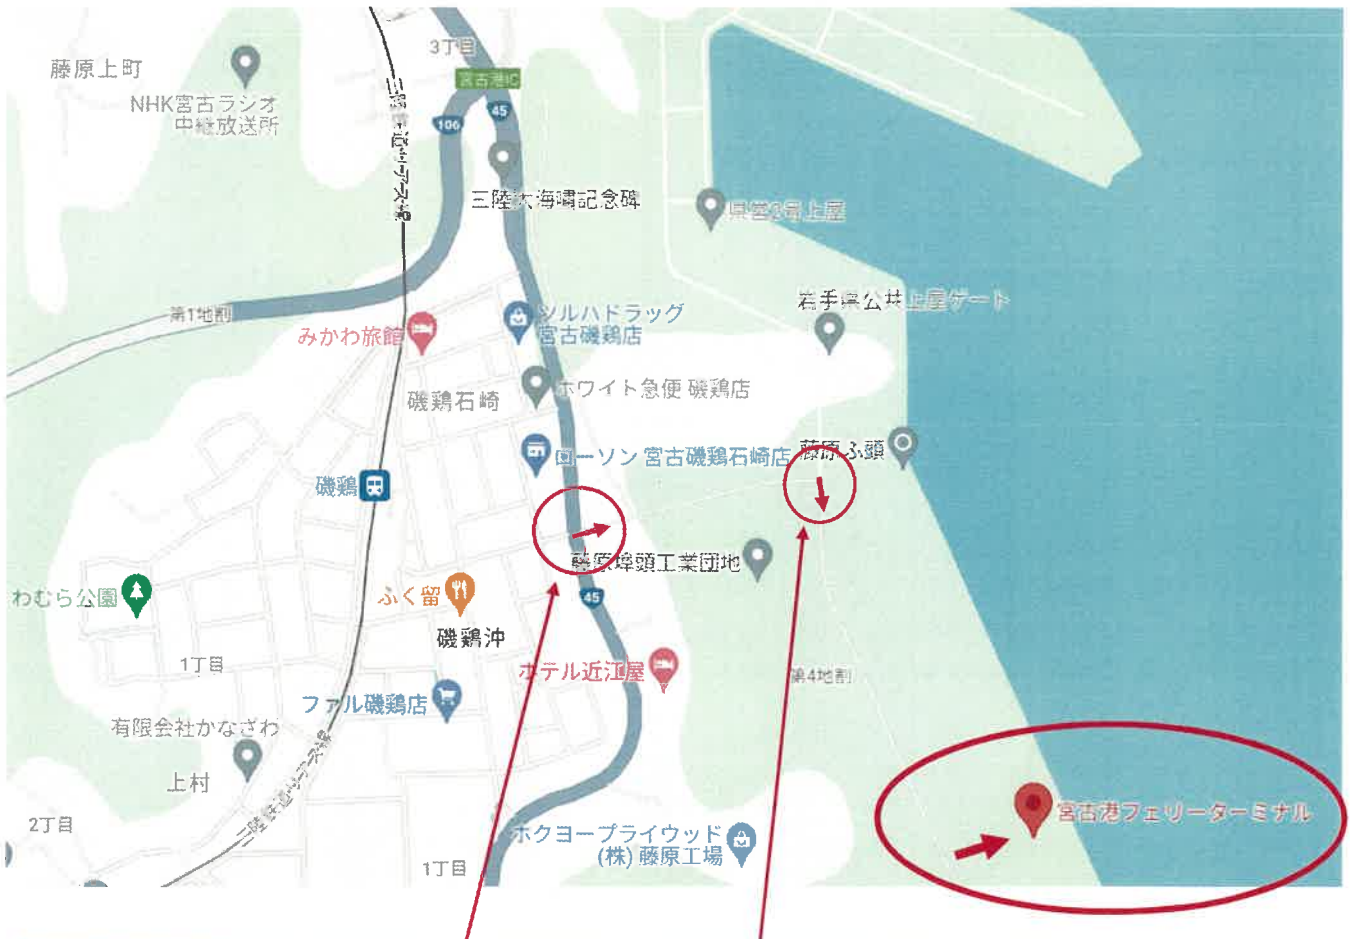 3丁目
藤原上町
宮古港IC
NHK宮古ラジオ
中継放送所
45
106
三陸大海嘯記念碑
県営2号上屋
岩手県公共上屋ゲート
第1地割
ツルハドラッグ
宮古磯鶏店
みかわ旅館
磯鶏石崎
ホワイト急便 磯鶏店
ローソン 宮古磯鶏石崎店
藤原ふ頭
磯鶏
藤原埠頭工業団地
わむら公園
ふく留
45
磯鶏沖
1丁目
ホテル近江屋
第4地割
ファル磯鶏店
有限会社かなざわ
上村
宮古港フェリーターミナル
2丁目
ホクヨープライウッド
(株) 藤原工場
1丁目